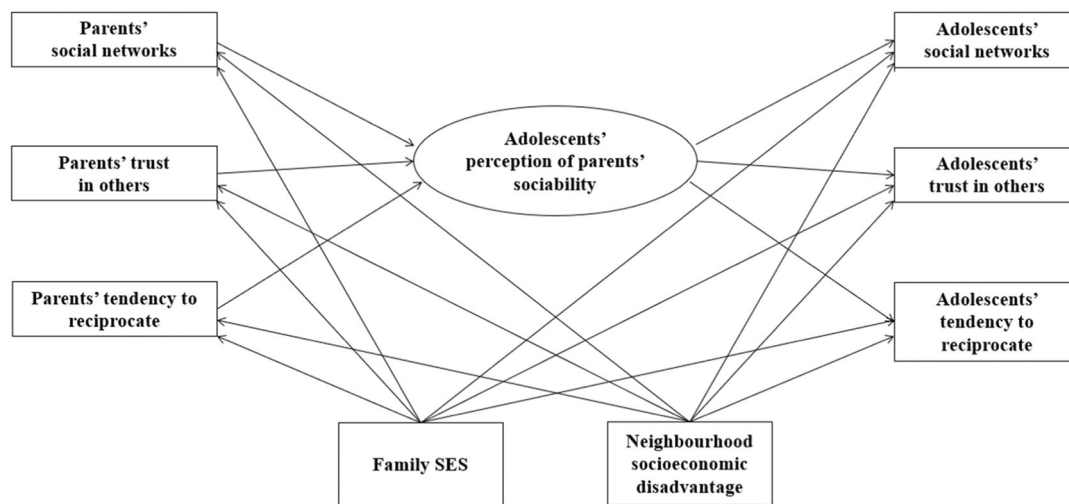 Parents’
social networks
Parents’ trust
in others
Parents’ tendency to
reciprocate
Adolescents’
perception of parents’
sociability
Adolescents’
social networks
Adolescents’
trust in others
Adolescents’
tendency to
reciprocate
Family SES
Neighbourhood
socioeconomic
disadvantage